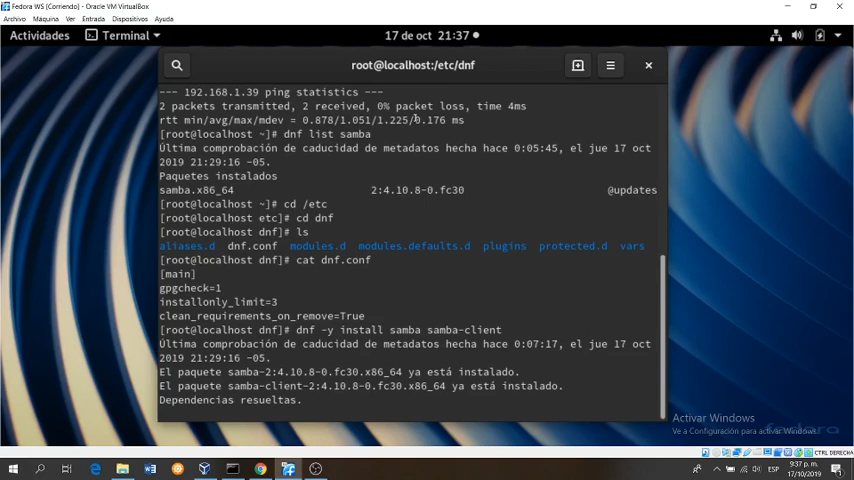 Fedora WS [Corriendo] - Oracle VM VirtualBox
Archivo Máquina Ver Entrada Dispositivos Ayuda
Actividades Terminal 17 de oct 21:37
root@localhost:/etc/dnf
--- 192.168.1.39 ping statistics ---
2 packets transmitted, 2 received, 0% packet loss, time 4ms
rtt min/avg/max/mdev = 0.878/1.051/1.225/0.176 ms
[root@localhost ~]# dnf list samba
Última comprobación de caducidad de metadatos hecha hace 0:05:45, el jue 17 oct
2019 21:29:16 -05.
Paquetes instalados
samba.x86_64 2:4.10.8-0.fc30 @updates
[root@localhost ~]# cd /etc
[root@localhost etc]# cd dnf
[root@localhost dnf]# ls
aliases.d dnf.conf modules.d modules.defaults.d plugins protected.d vars
[root@localhost dnf]# cat dnf.conf
[main]
gpgcheck=1
installonly_limit=3
clean_requirements_on_remove=True
[root@localhost dnf]# dnf -y install samba samba-client
Última comprobación de caducidad de metadatos hecha hace 0:07:17, el jue 17 oct
2019 21:29:16 -05.
El paquete samba-2:4.10.8-0.fc30.x86_64 ya está instalado.
El paquete samba-client-2:4.10.8-0.fc30.x86_64 ya está instalado.
Dependencias resueltas.
Activar Windows
Ve a Configuración para activar Windows.
fedora
CTRL DERECHA
ESP
9:37 p. m.
17/10/2019